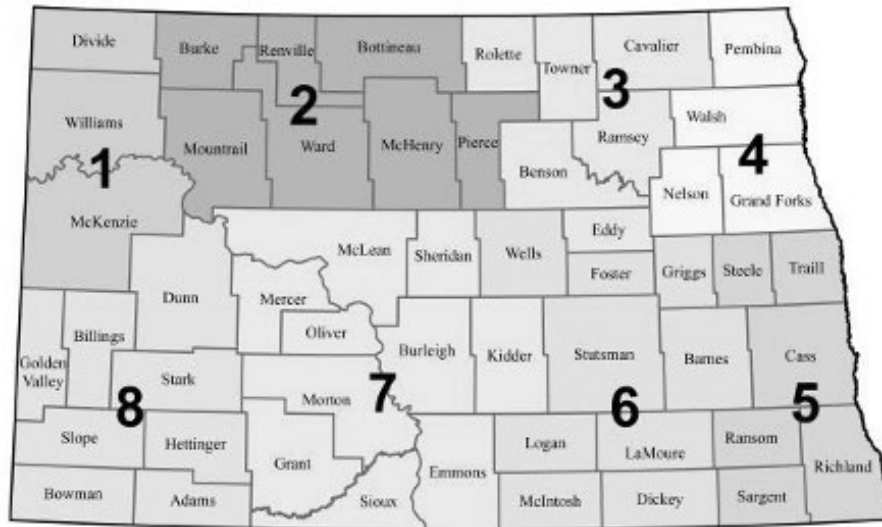 Divide
Burke
Renville
Bottineau
Rolette
Towner
Cavalier
Pembina
2
3
Williams
Mountrail
Ward
McHenry
Pierce
Ramsey
Walsh
1
4
Benson
Nelson
Grand Forks
McKenzie
McLean
Sheridan
Wells
Eddy
Foster
Griggs
Steele
Traill
Dunn
Mercer
Oliver
Billings
Golden
Valley
Burleigh
Kidder
Stutsman
Barnes
Cass
Stark
8
Morton
7
6
5
Slope
Hettinger
Grant
Emmons
Logan
LaMoure
Ransom
Richland
Bowman
Adams
Sioux
McIntosh
Dickey
Sargent